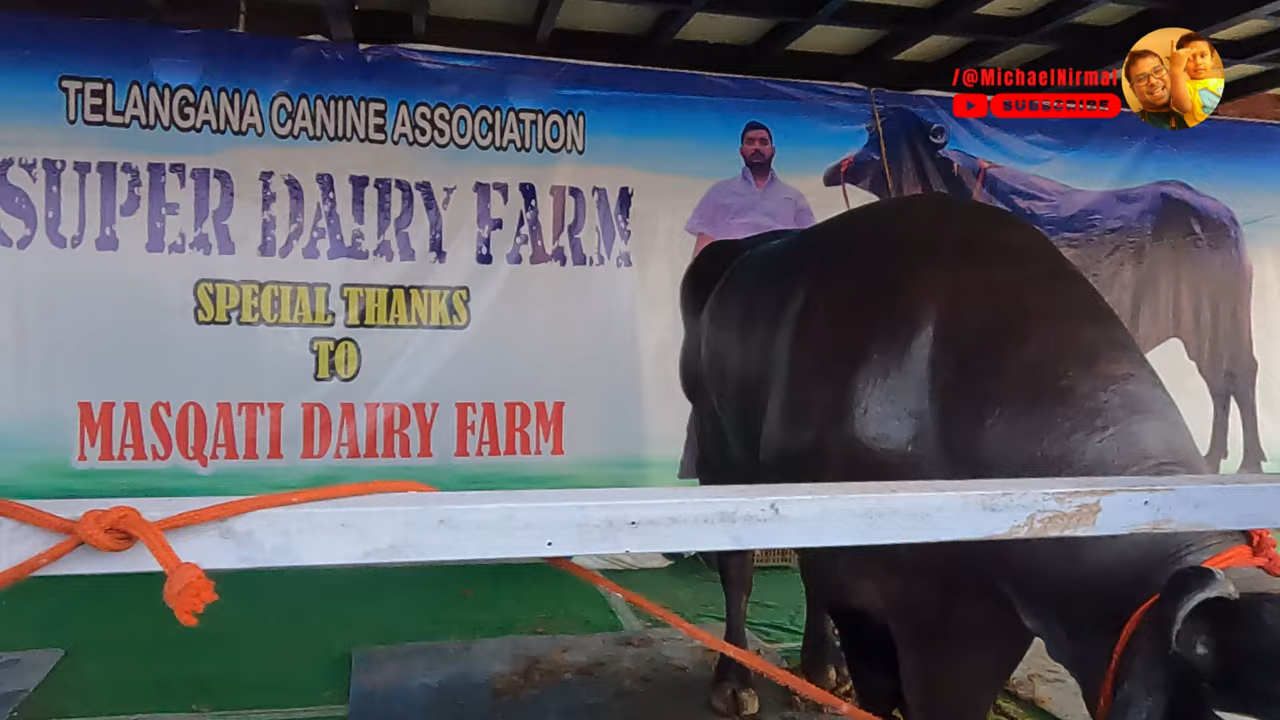 TELANGANA CANINE ASSOCIATION
SUPER DAIRY FARM
SPECIAL THANKS
TO
MASQATI DAIRY FARM
/@MichaelNirmal
SUBSCRIBE